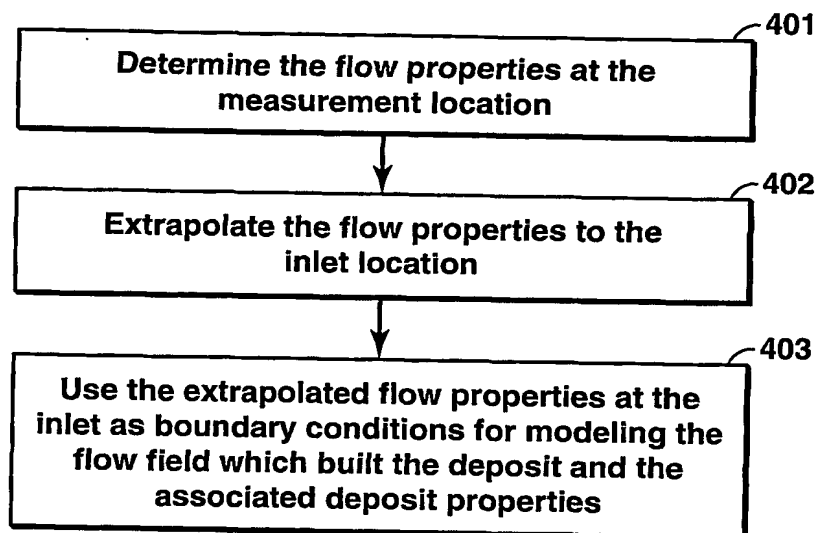 401
Determine the flow properties at the
measurement location
402
Extrapolate the flow properties to the
inlet location
403
Use the extrapolated flow properties at the
inlet as boundary conditions for modeling the
flow field which built the deposit and the
associated deposit properties